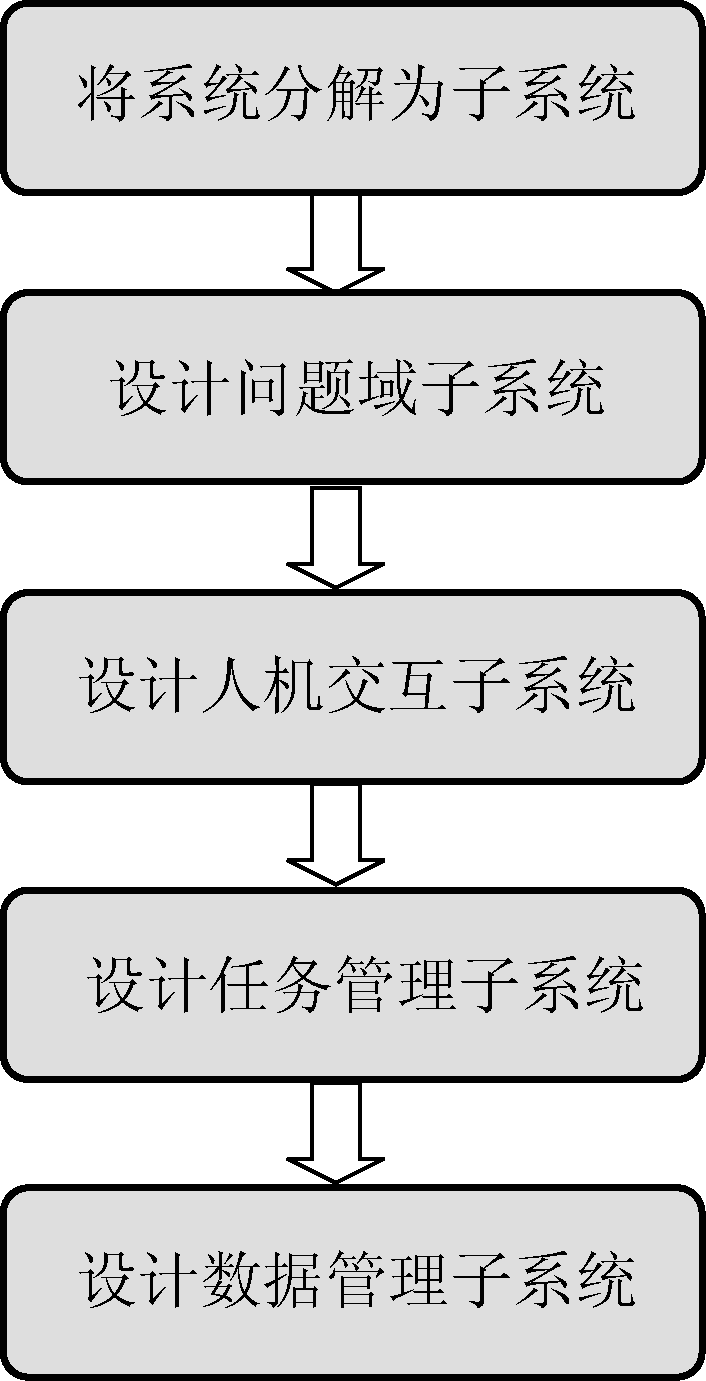 将系统分解为子系统
设计问题域子系统
设计人机交互子系统
设计任务管理子系统
设计数据管理子系统